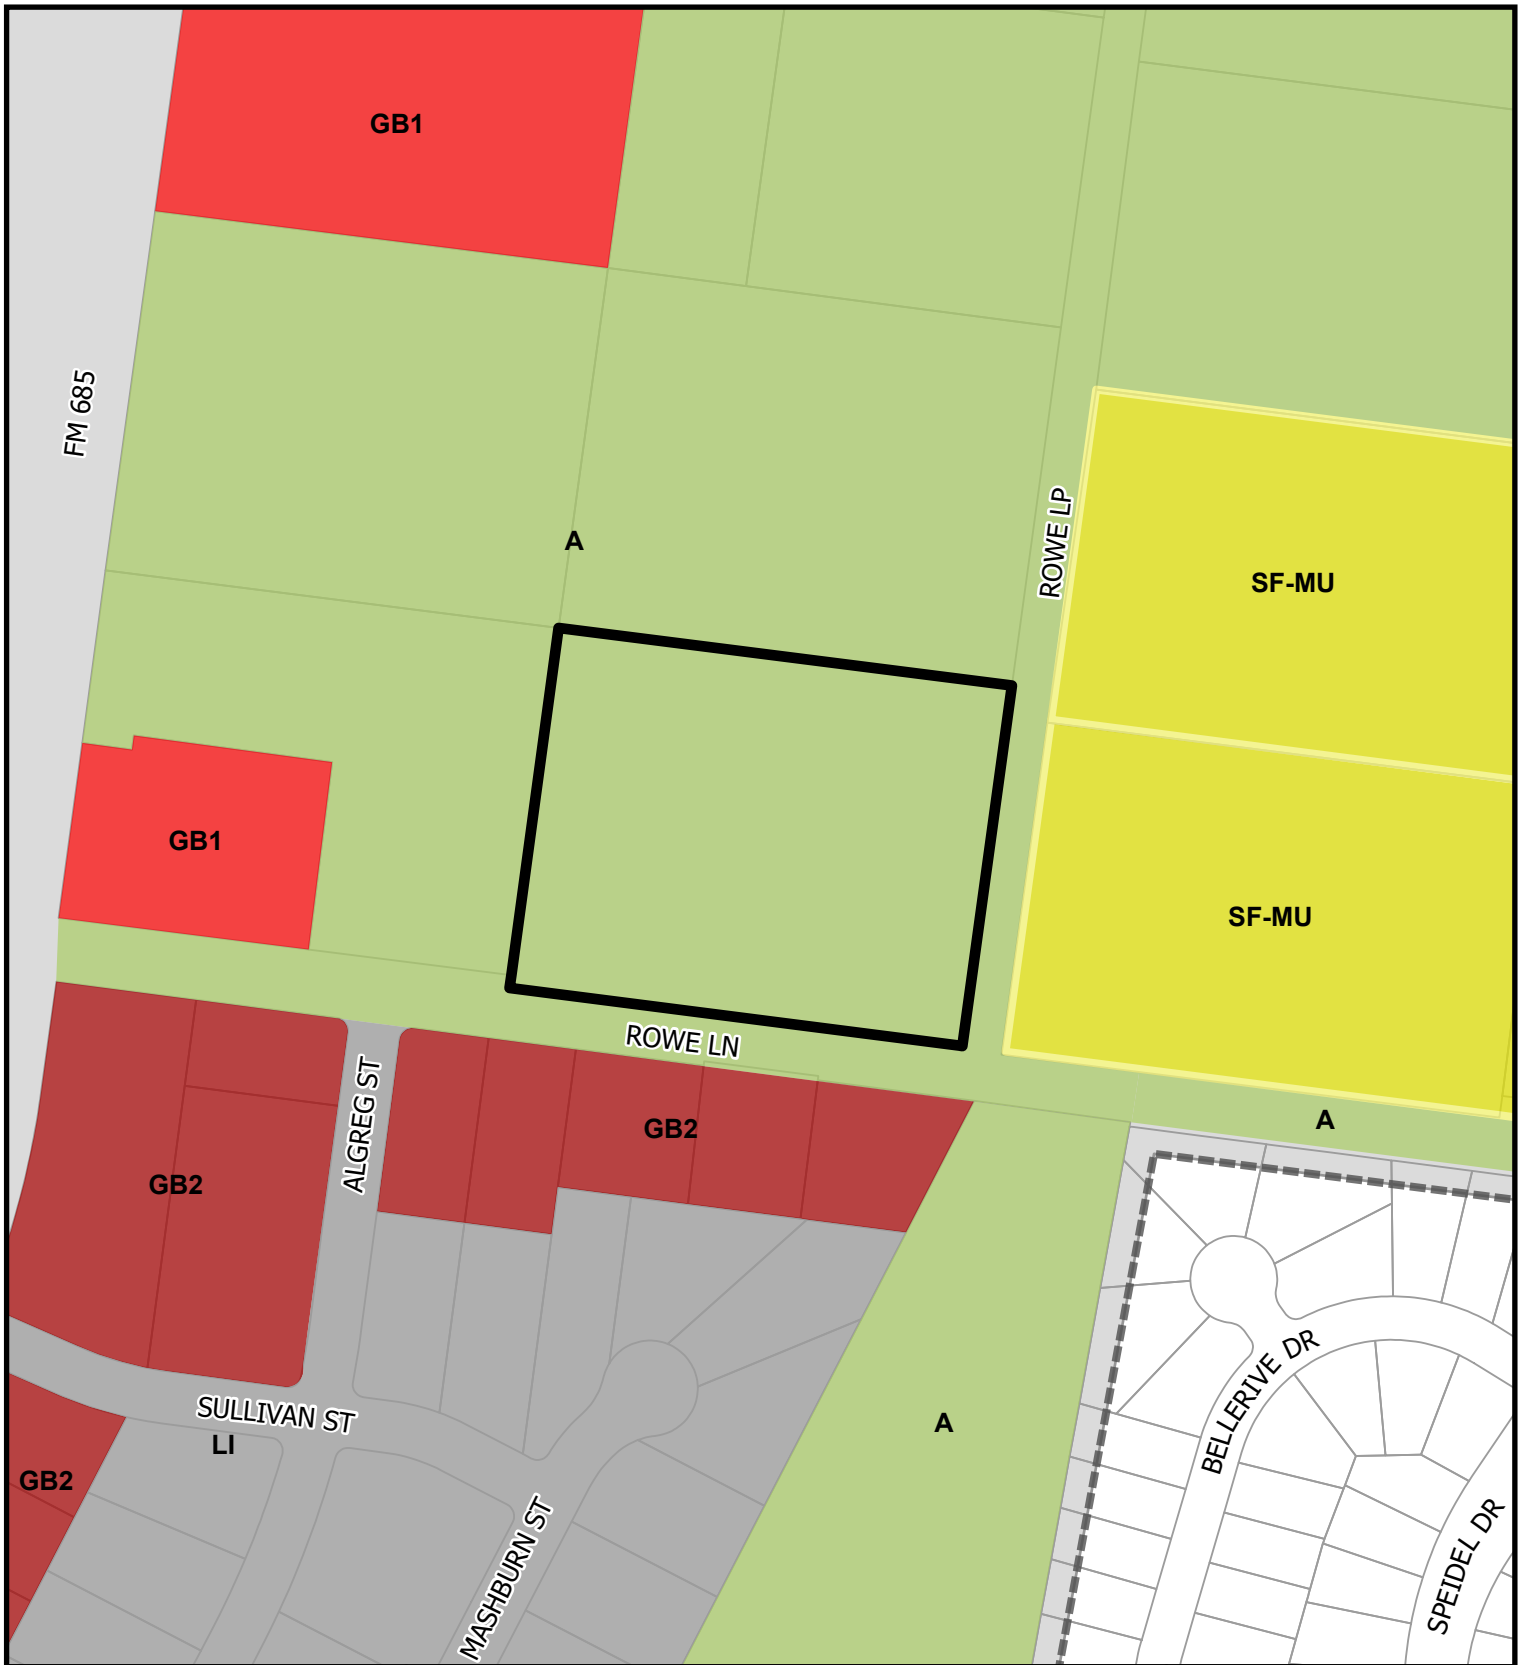 GB1
FM 685
A
ROWE LP
SF-MU
GB1
SF-MU
ROWE LN
ALGREG ST
GB2
A
GB2
BELLERIVE DR
SULLIVAN ST
LI
A
GB2
MASHBURN ST
SPEIDEL DR